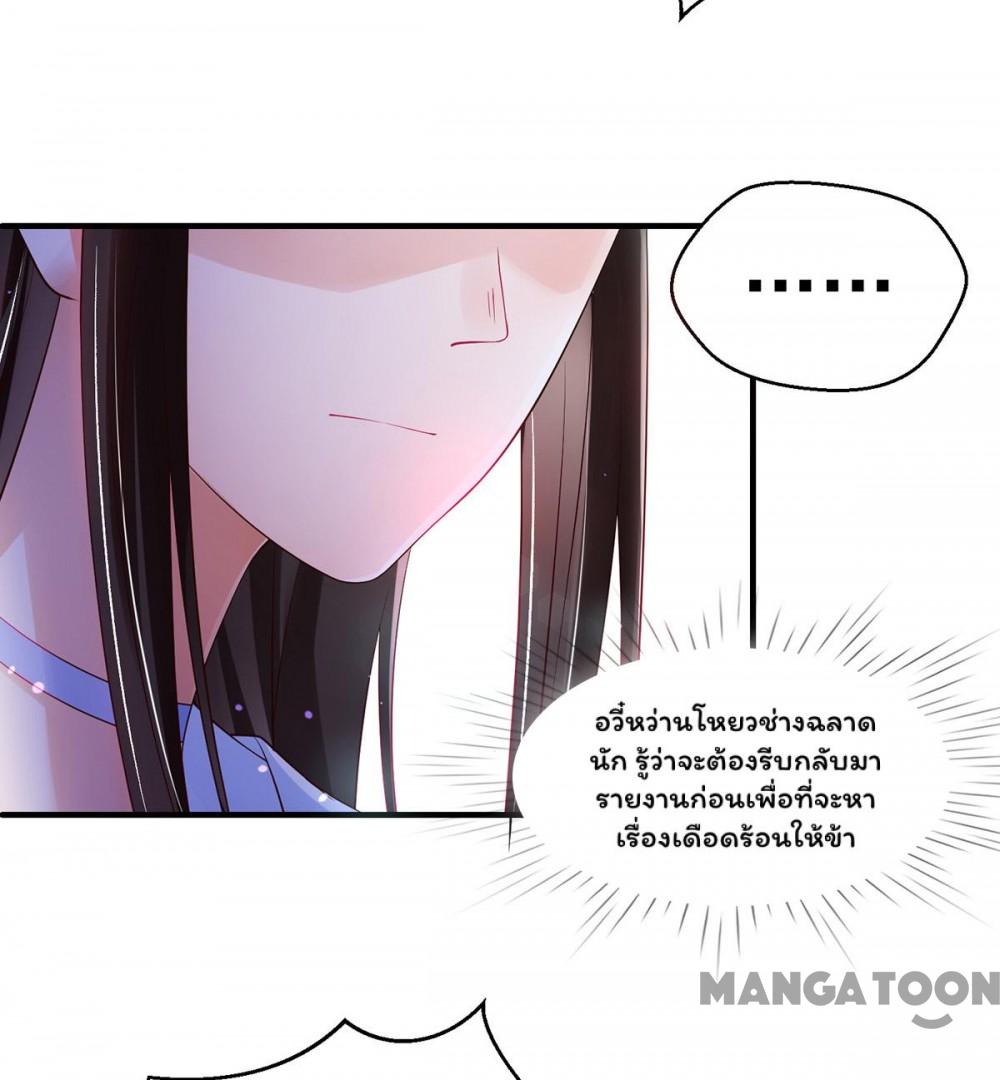 ......
อวี๋หว่านโหยวช่างฉลาด
นัก รู้ว่าจะต้องรีบกลับมา
รายงานก่อนเพื่อที่จะหา
เรื่องเดือดร้อนให้ข้า
MANGATOON